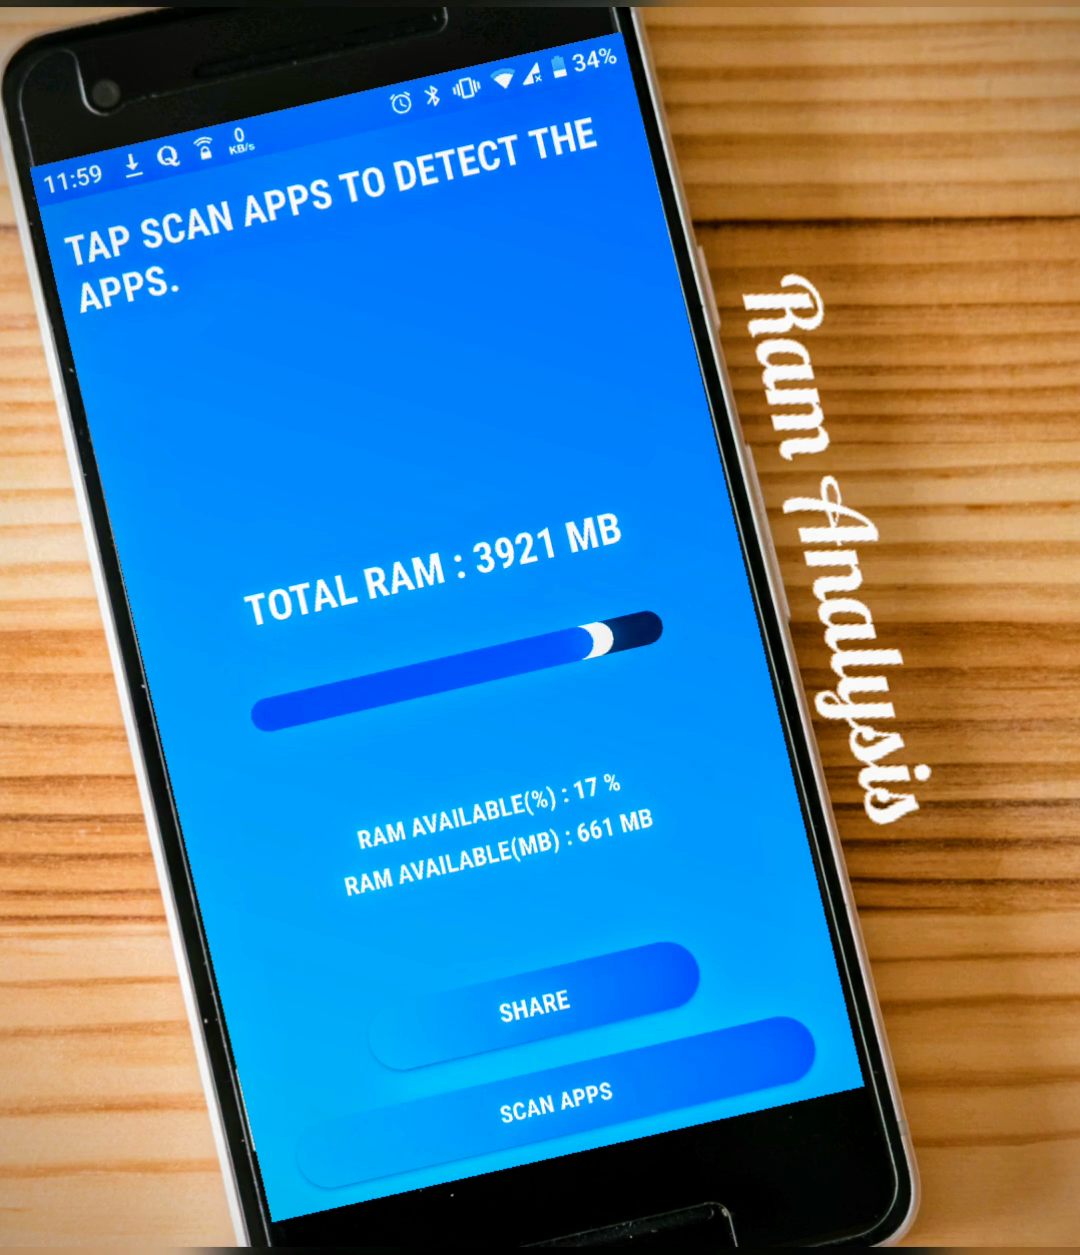 11:59 0 KB/s 34%
TAP SCAN APPS TO DETECT THE
APPS.
TOTAL RAM : 3921 MB
RAM AVAILABLE(%) : 17 %
RAM AVAILABLE(MB) : 661 MB
SHARE
SCAN APPS
Ram Analysis